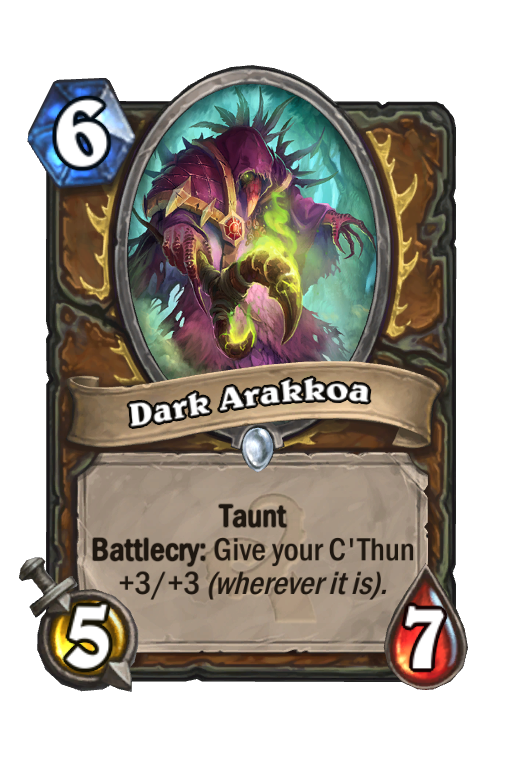 6
Dark Arakkoa
Taunt
Battlecry: Give your C'Thun
+3/+3 (wherever it is).
5 7